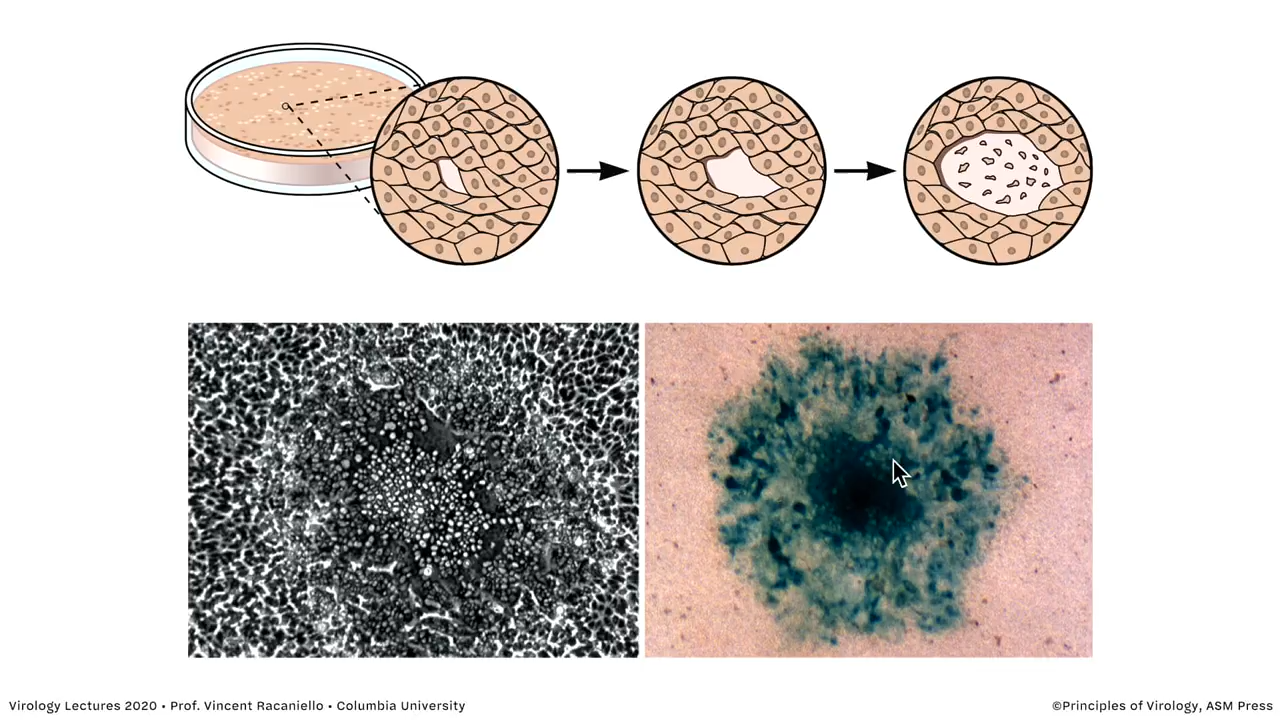 Virology Lectures 2020 • Prof. Vincent Racaniello • Columbia University
©Principles of Virology, ASM Press